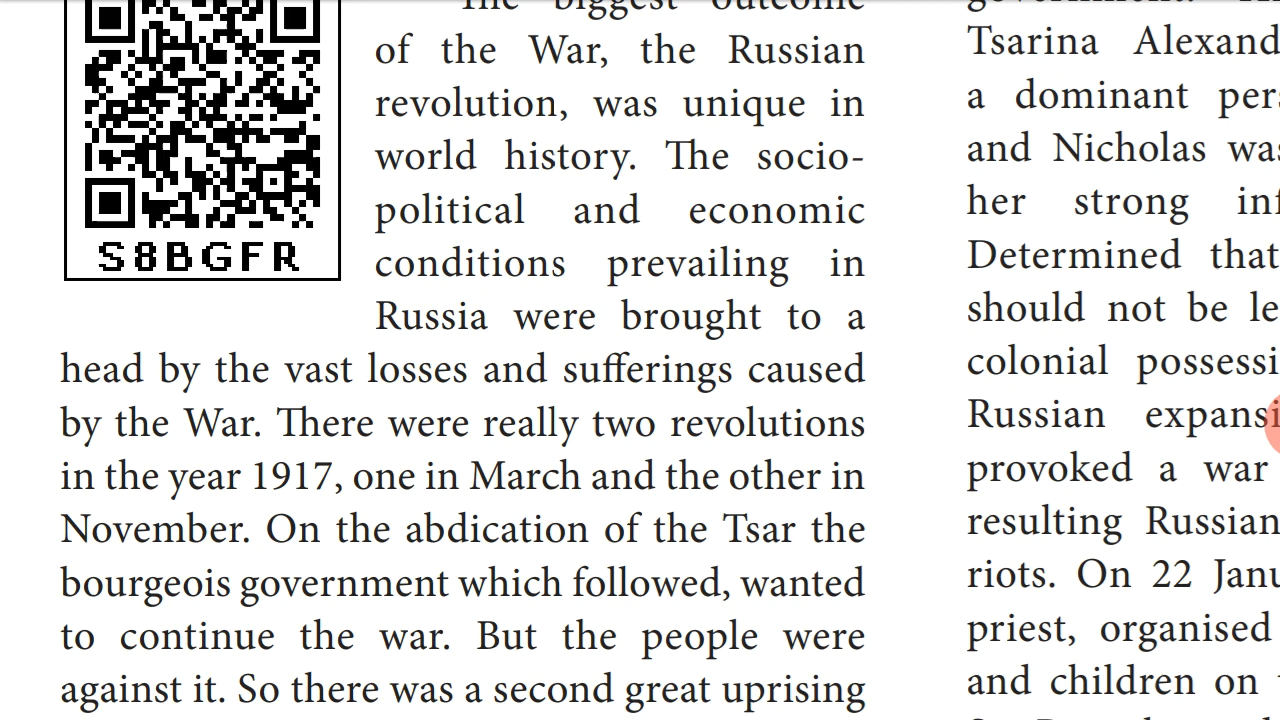 S8BGFR
The biggest outcome
of the War, the Russian
revolution, was unique in
world history. The socio-
political and economic
conditions prevailing in
Russia were brought to a
head by the vast losses and sufferings caused
by the War. There were really two revolutions
in the year 1917, one in March and the other in
November. On the abdication of the Tsar the
bourgeois government which followed, wanted
to continue the war. But the people were
against it. So there was a second great uprising
Tsarina
a dominant
and Nicholas
her strong
Determined that
should not be
colonial
Russian
provoked a war
resulting Russian
riots. On 22
priest, organised
and children on